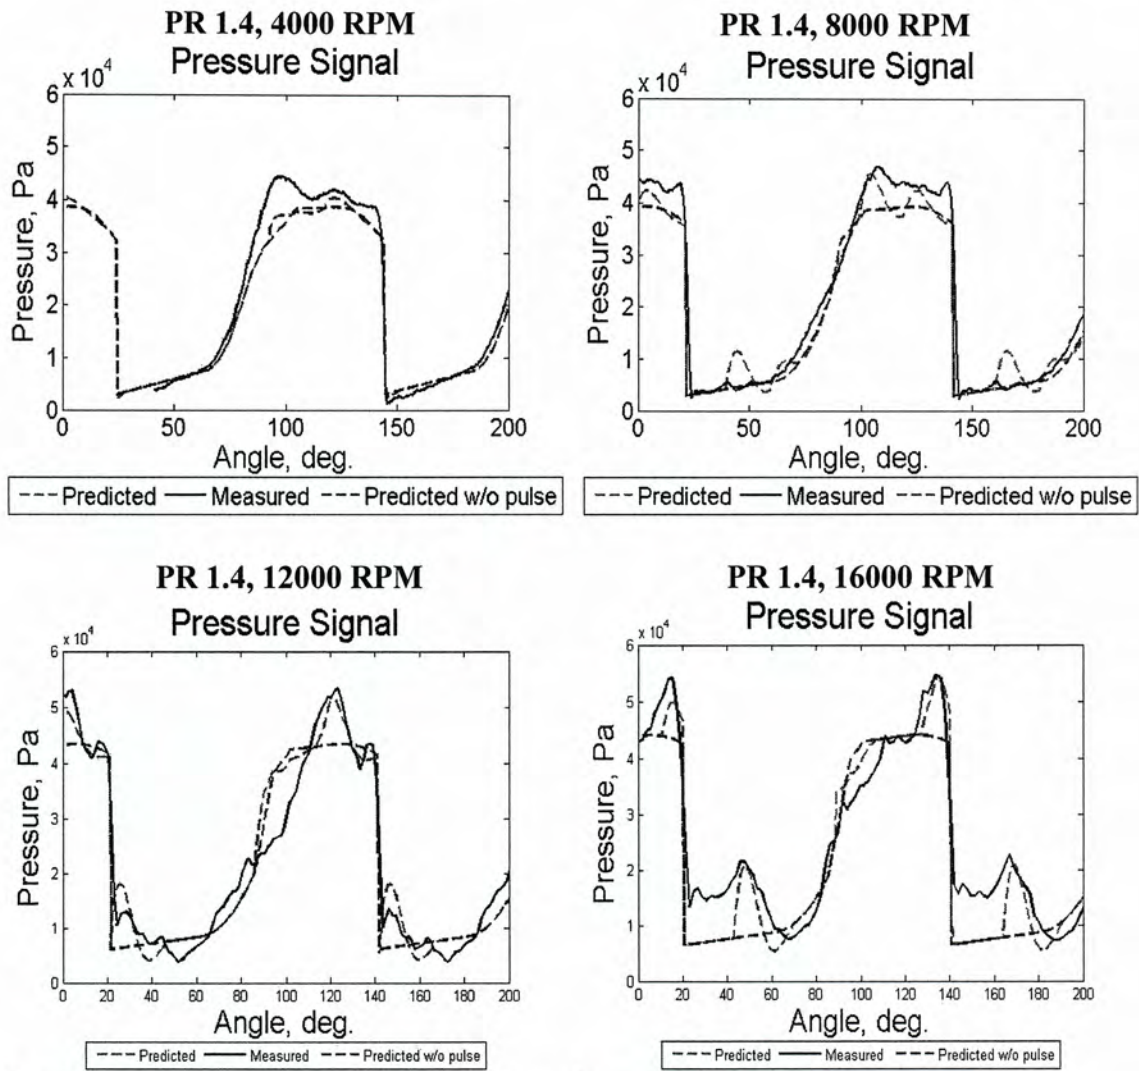 PR 1.4, 4000 RPM
Pressure Signal
x 10^4
6
5
4
3
2
1
0
Pressure, Pa
0 50 100 150 200
Angle, deg.
Predicted Measured Predicted w/o pulse
PR 1.4, 8000 RPM
Pressure Signal
x 10^4
6
5
4
3
2
1
0
Pressure, Pa
0 50 100 150 200
Angle, deg.
Predicted Measured Predicted w/o pulse
PR 1.4, 12000 RPM
Pressure Signal
x 10^4
6
5
4
3
2
1
0
Pressure, Pa
0 20 40 60 80 100 120 140 160 180 200
Angle, deg.
Predicted Measured Predicted w/o pulse
PR 1.4, 16000 RPM
Pressure Signal
x 10^4
6
5
4
3
2
1
0
Pressure, Pa
0 20 40 60 80 100 120 140 160 180 200
Angle, deg.
Predicted Measured Predicted w/o pulse